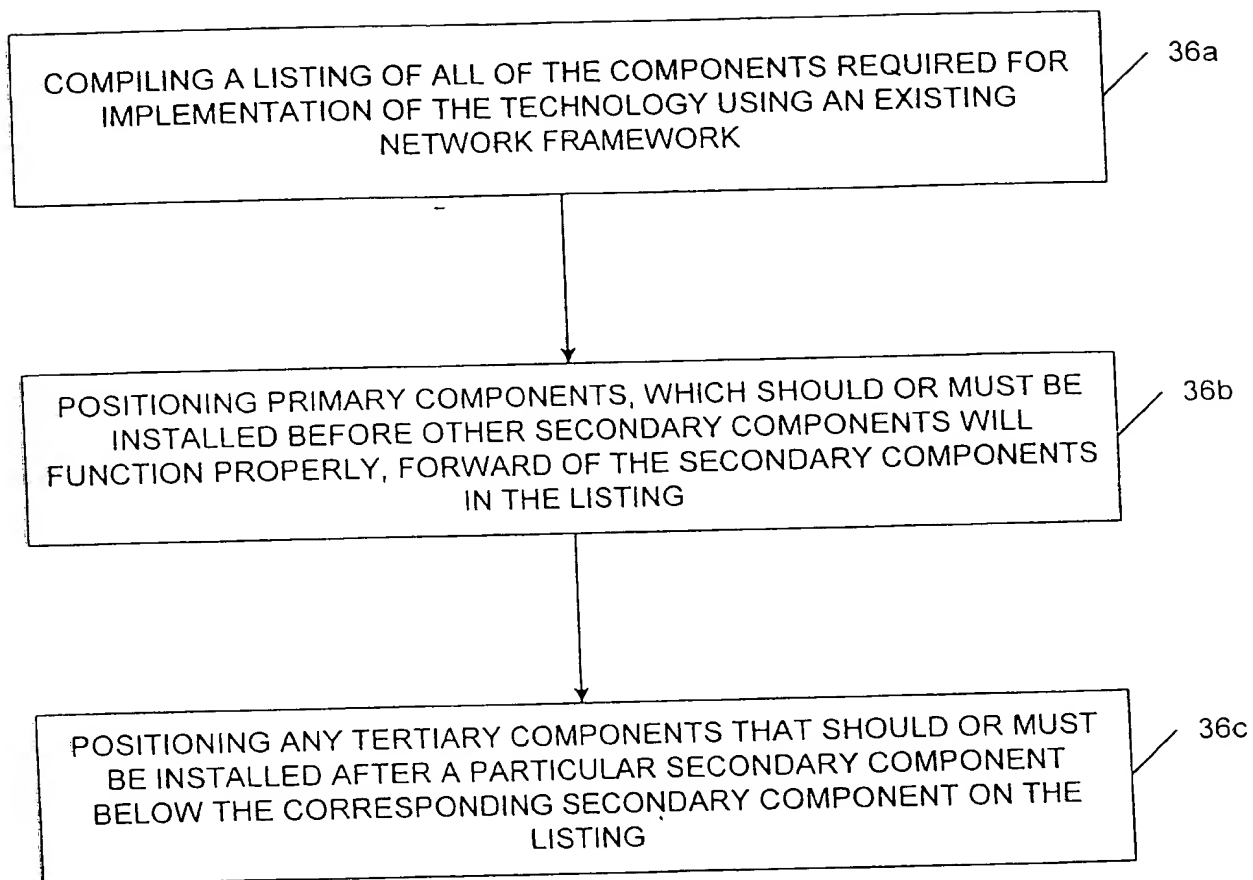 COMPILING A LISTING OF ALL OF THE COMPONENTS REQUIRED FOR
IMPLEMENTATION OF THE TECHNOLOGY USING AN EXISTING
NETWORK FRAMEWORK
36a
POSITIONING PRIMARY COMPONENTS, WHICH SHOULD OR MUST BE
INSTALLED BEFORE OTHER SECONDARY COMPONENTS WILL
FUNCTION PROPERLY, FORWARD OF THE SECONDARY COMPONENTS
IN THE LISTING
36b
POSITIONING ANY TERTIARY COMPONENTS THAT SHOULD OR MUST
BE INSTALLED AFTER A PARTICULAR SECONDARY COMPONENT
BELOW THE CORRESPONDING SECONDARY COMPONENT ON THE
LISTING
36c